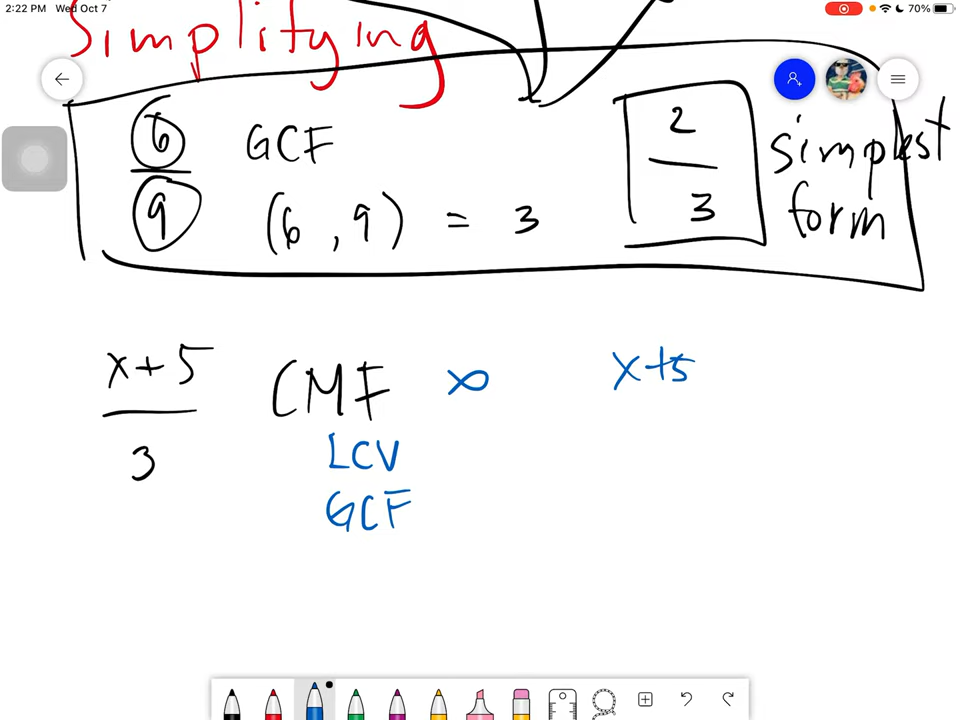 2:22 PM Wed Oct 7 70%
Simplifying
6 GCF 2 simplest
9 (6 , 9) = 3 3 form
x+5 CMF ∞ x+5
3 LCV
GCF